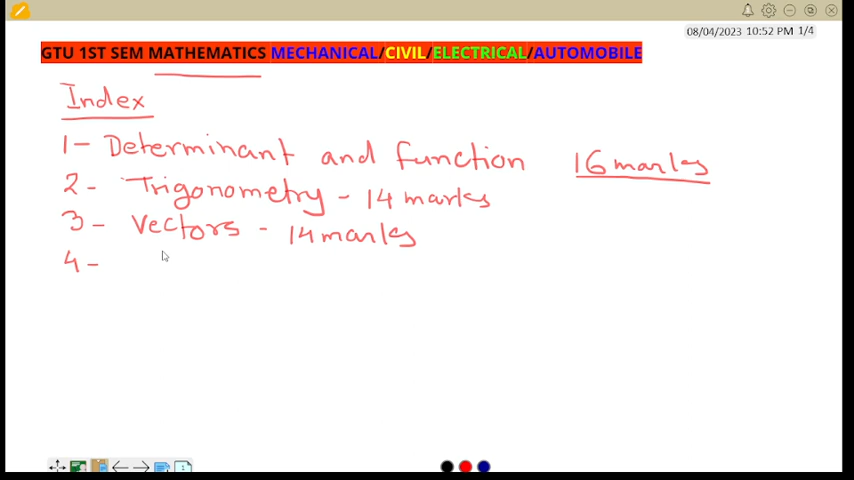 08/04/2023 10:52 PM 1/4
GTU 1ST SEM MATHEMATICS MECHANICAL/CIVIL/ELECTRICAL/AUTOMOBILE
Index
1- Determinant and function 16 marks
2- Trigonometry - 14 marks
3- Vectors - 14 marks
4-
1